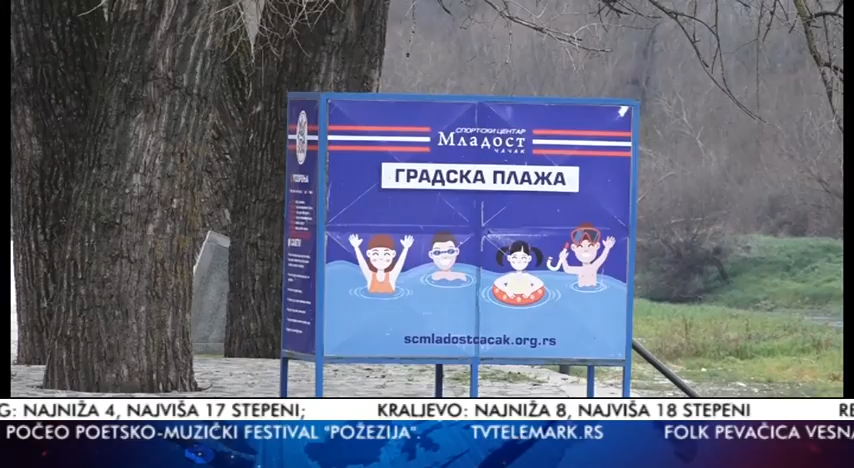 СПОРТСКИ ЦЕНТАР
МЛАДОСТ
ЧАЧАК
ГРАДСКА ПЛАЖА
scmladostcacak.org.rs
G: NAJNIŽA 4, NAJVIŠA 17 STEPENI; KRALJEVO: NAJNIŽA 8, NAJVIŠA 18 STEPENI RE
POČEO POETSKO-MUZIČKI FESTIVAL "POŽEZIJA". TVTELEMARK.RS FOLK PEVAČICA VESNA